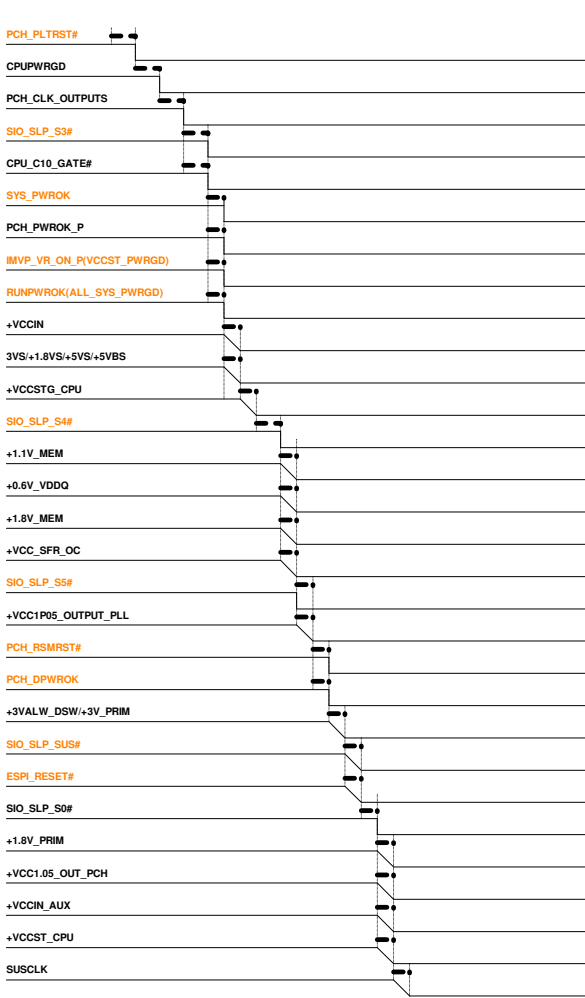 PCH_PLTRST#
CPUPWRGD
PCH_CLK_OUTPUTS
SIO_SLP_S3#
CPU_C10_GATE#
SYS_PWROK
PCH_PWROK_P
IMVP_VR_ON_P(VCCST_PWRGD)
RUNPWROK(ALL_SYS_PWRGD)
+VCCIN
3VS/+1.8VS/+5VS/+5VBS
+VCCSTG_CPU
SIO_SLP_S4#
+1.1V_MEM
+0.6V_VDDQ
+1.8V_MEM
+VCC_SFR_OC
SIO_SLP_S5#
+VCC1P05_OUTPUT_PLL
PCH_RSMRST#
PCH_DPWROK
+3VALW_DSW/+3V_PRIM
SIO_SLP_SUS#
ESPI_RESET#
SIO_SLP_S0#
+1.8V_PRIM
+VCC1.05_OUT_PCH
+VCCIN_AUX
+VCCST_CPU
SUSCLK